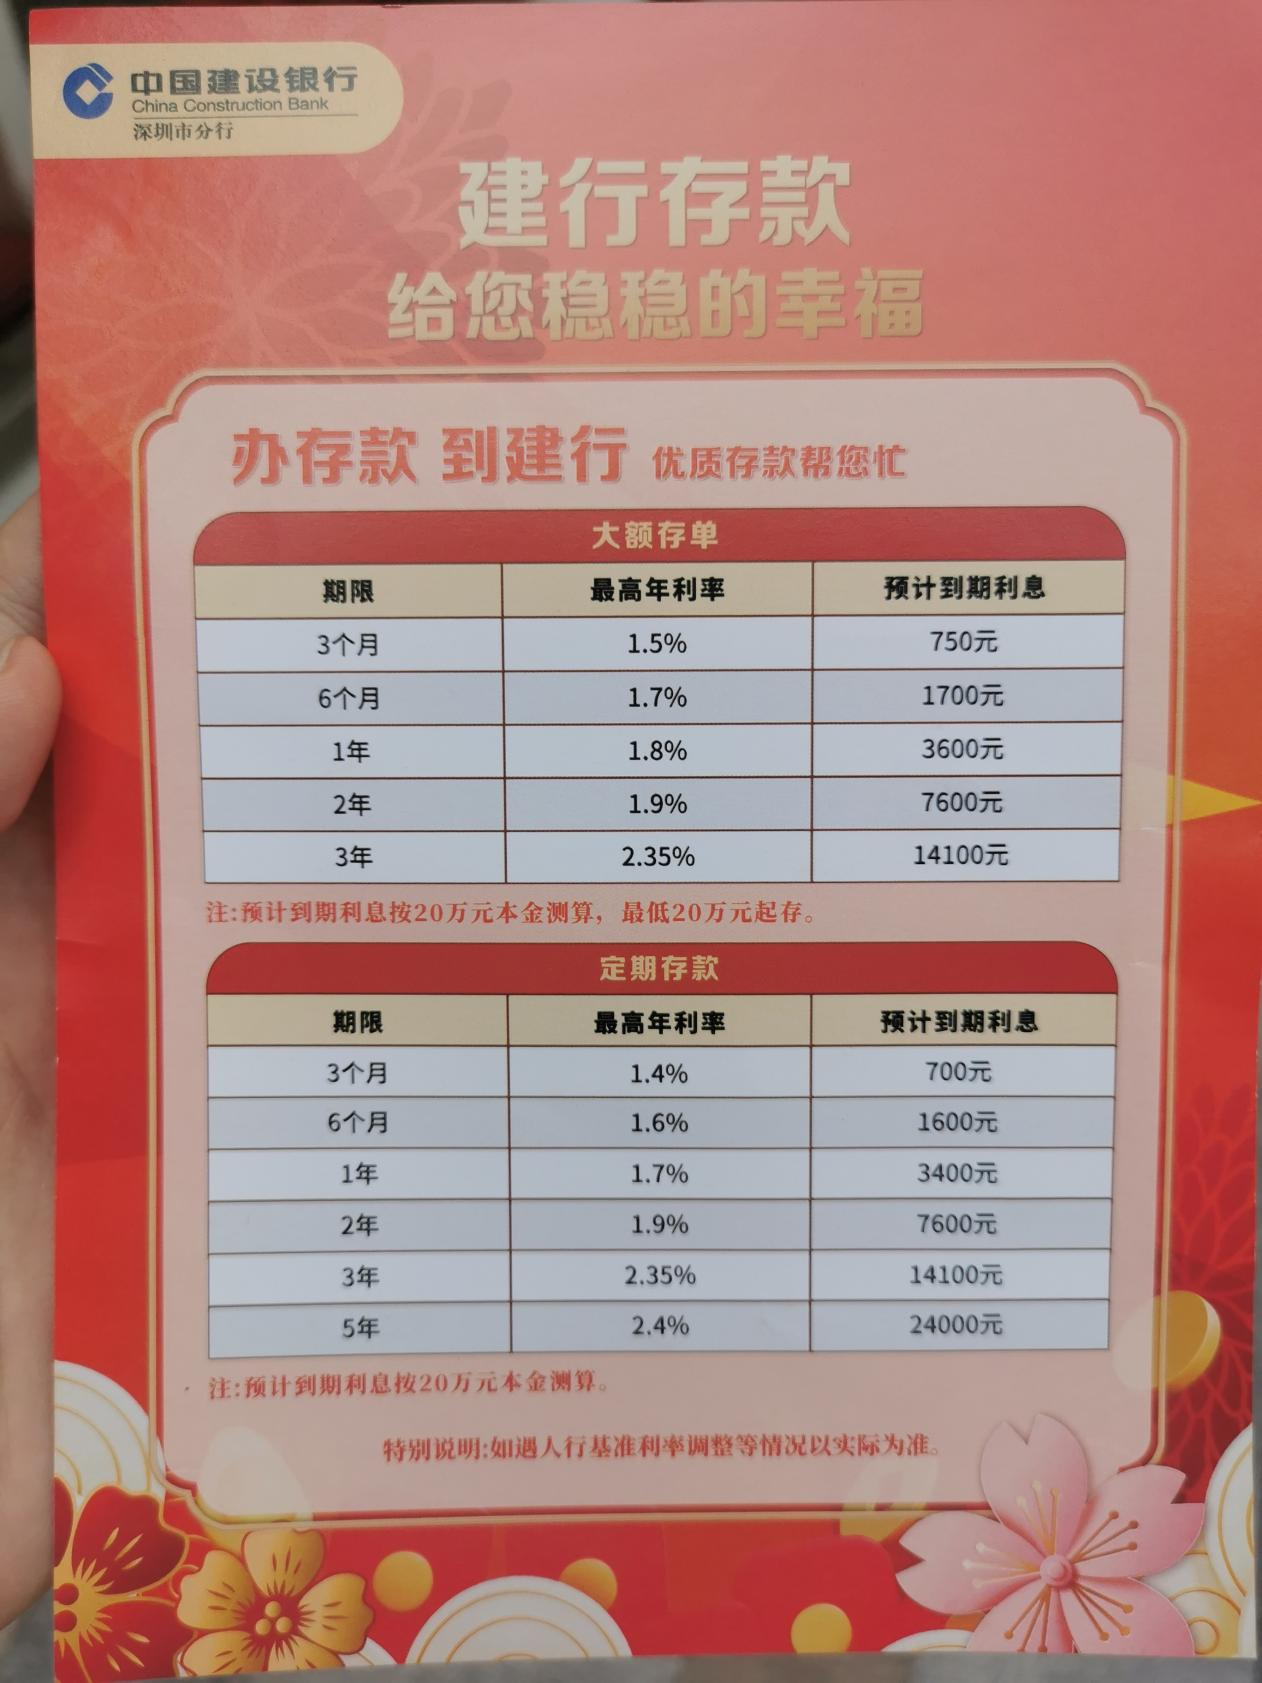 中国建设银行
China Construction Bank
深圳市分行
建行存款
给您稳稳的幸福
办存款 到建行 优质存款帮您忙
大额存单
期限 最高年利率 预计到期利息
3个月 1.5% 750元
6个月 1.7% 1700元
1年 1.8% 3600元
2年 1.9% 7600元
3年 2.35% 14100元
注:预计到期利息按20万元本金测算，最低20万元起存。
定期存款
期限 最高年利率 预计到期利息
3个月 1.4% 700元
6个月 1.6% 1600元
1年 1.7% 3400元
2年 1.9% 7600元
3年 2.35% 14100元
5年 2.4% 24000元
注:预计到期利息按20万元本金测算。
特别说明:如遇人行基准利率调整等情况以实际为准。